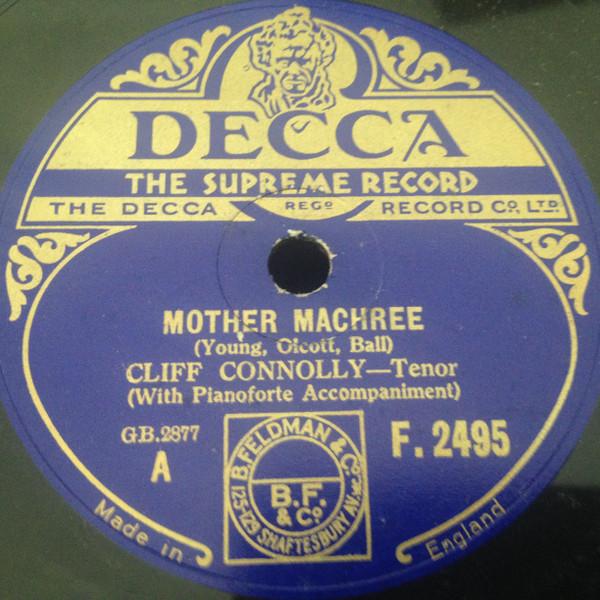 DECCA
THE SUPREME RECORD
THE DECCA REGD RECORD CO. LTD.
MOTHER MACHREE
(Young, Olcott, Ball)
CLIFF CONNOLLY—Tenor
(With Pianoforte Accompaniment)
GB.2877
A
F. 2495
B. FELDMAN & Co.
B.F.
& Co.
125-129 SHAFTESBURY AV. W.C.2.
Made in England